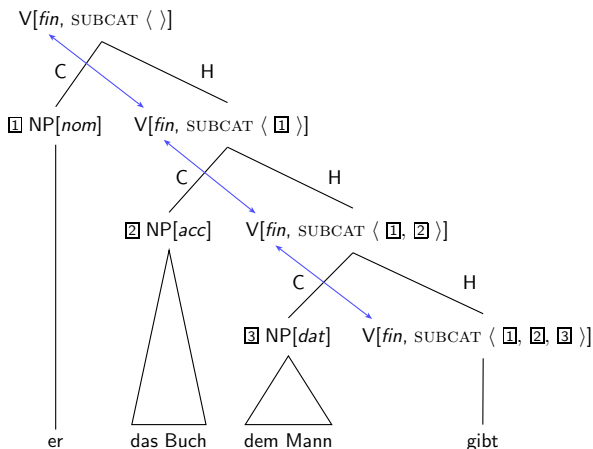 V[fin, SUBCAT ⟨ ⟩]
C H
1 NP[nom] V[fin, SUBCAT ⟨ 1 ⟩]
C H
2 NP[acc] V[fin, SUBCAT ⟨ 1, 2 ⟩]
C H
3 NP[dat] V[fin, SUBCAT ⟨ 1, 2, 3 ⟩]
er das Buch dem Mann gibt